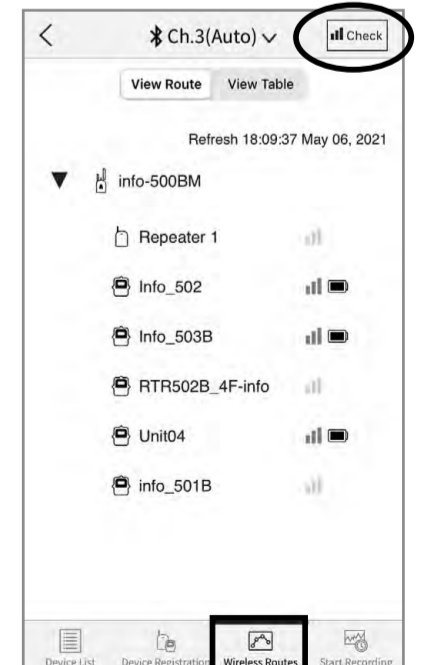 Ch.3(Auto)
Check
View Route View Table
Refresh 18:09:37 May 06, 2021
info-500BM
Repeater 1
Info_502
Info_503B
RTR502B_4F-info
Unit04
info_501B
Device List Device Registration Wireless Routes Start Recording